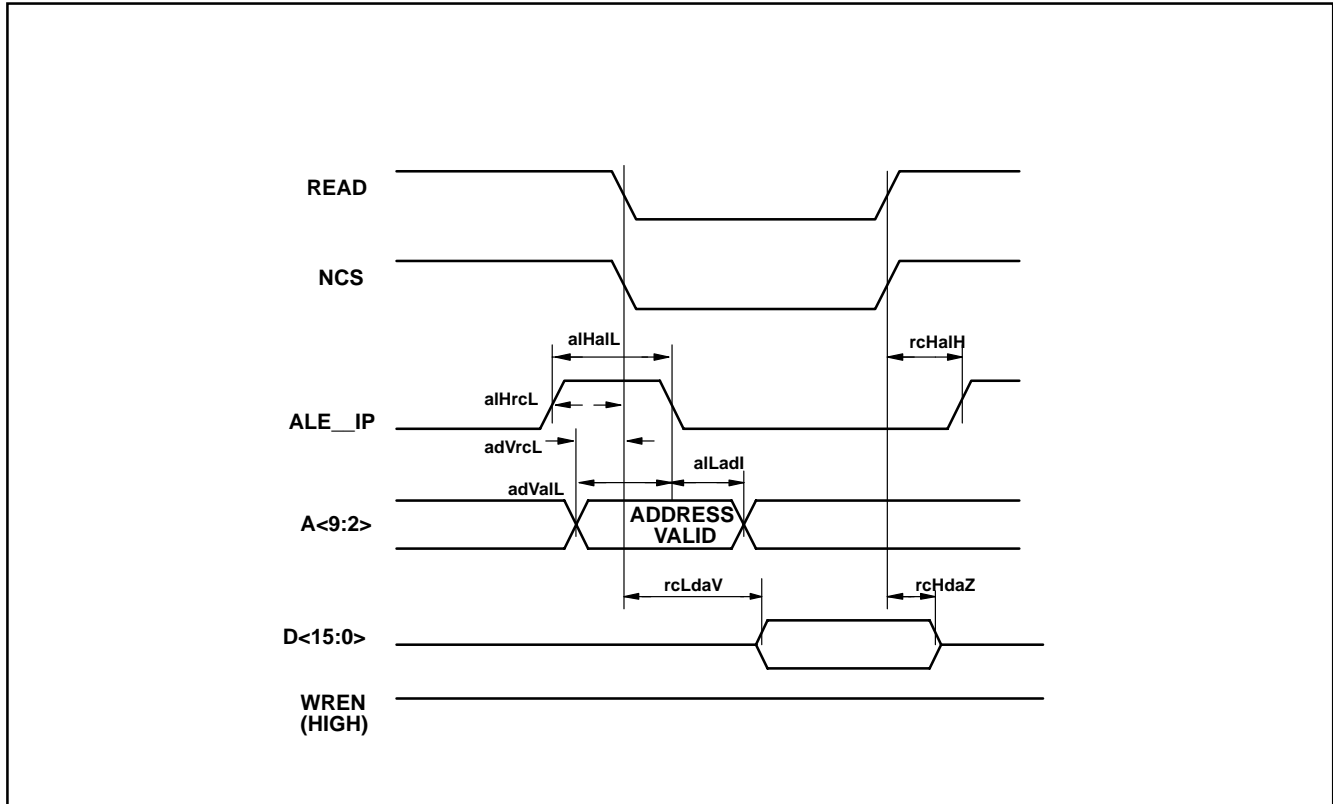 READ
NCS
alHalL
rcHalH
alHrcL
ALE__IP
adVrcL
alLadI
adValL
A<9:2>
ADDRESS
VALID
rcLdaV
rcHdaZ
D<15:0>
WREN
(HIGH)